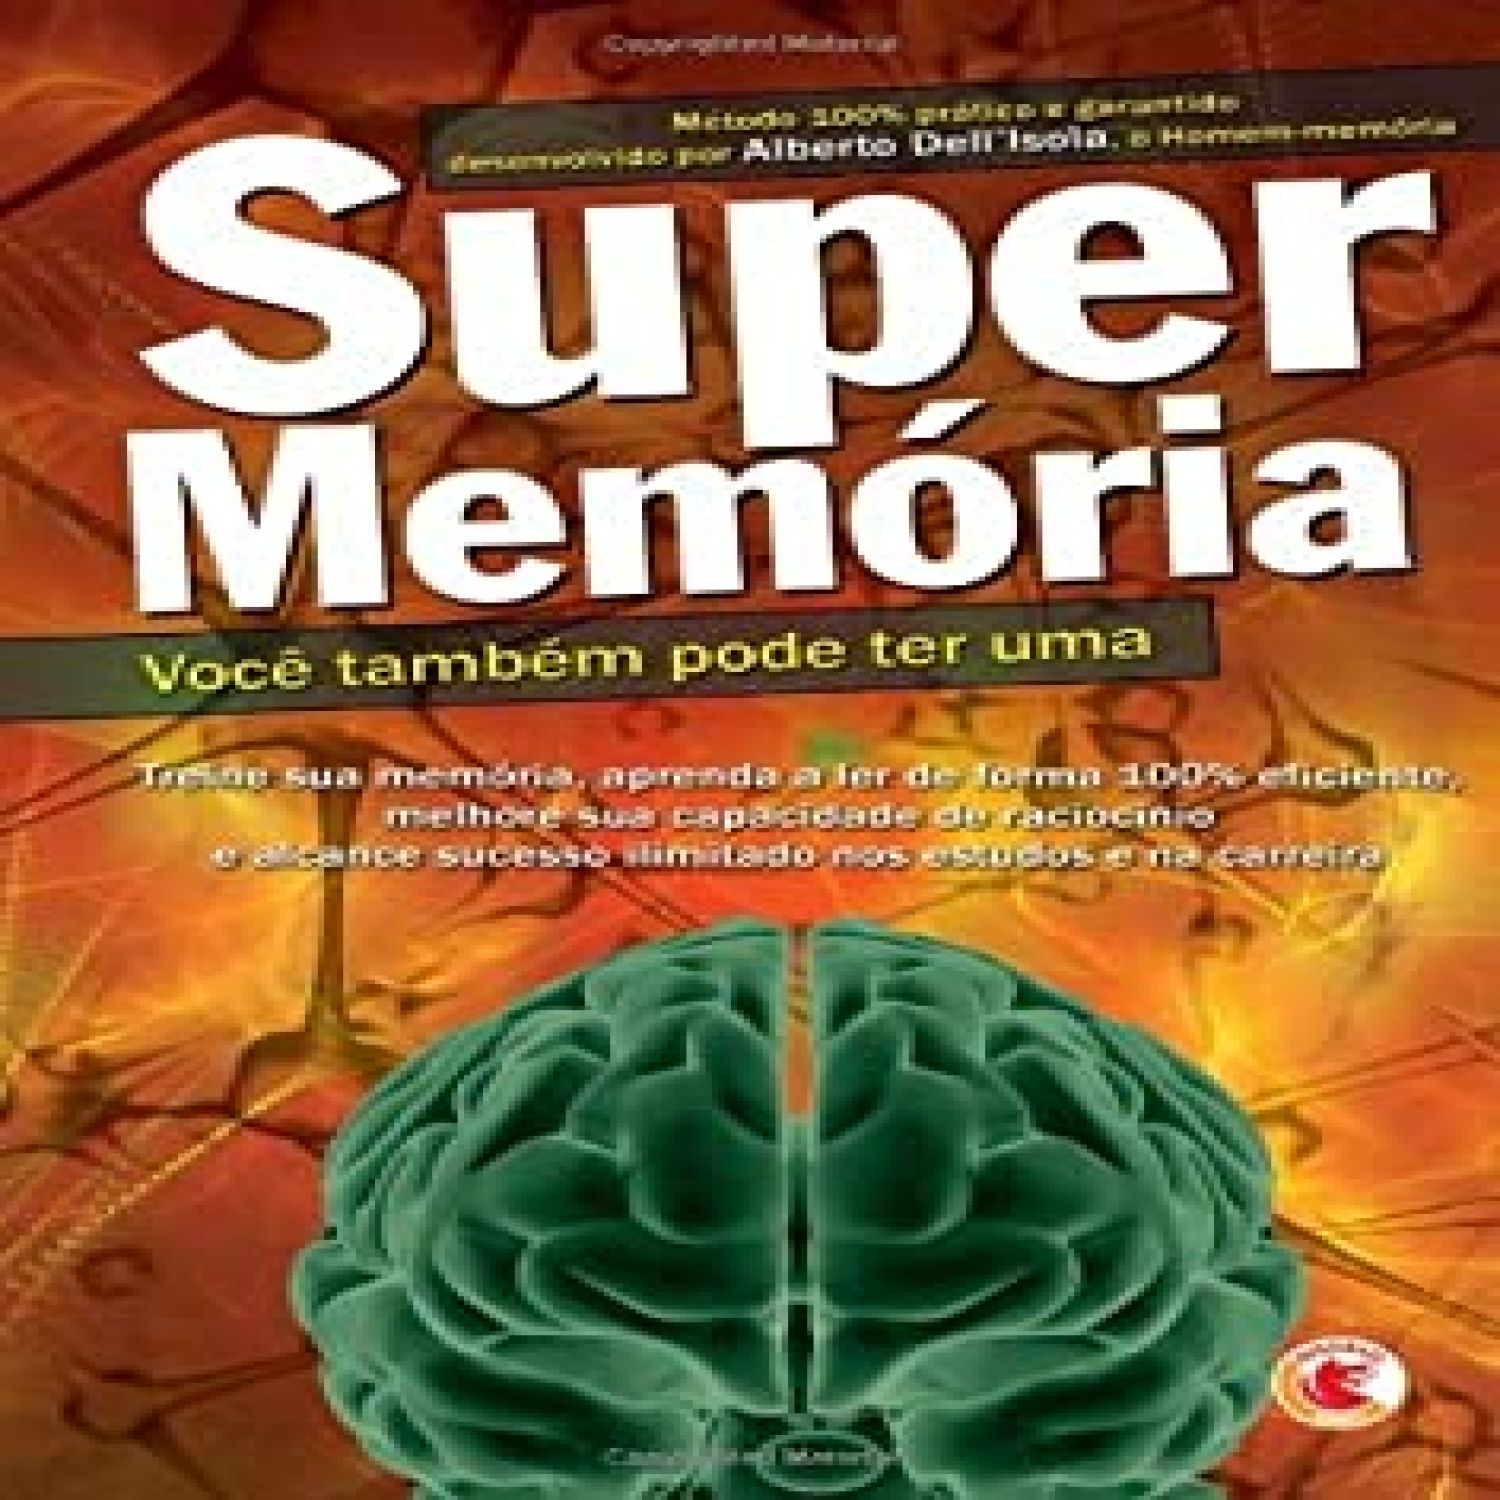 Copyrighted Material
Método 100% prático e garantido
desenvolvido por Alberto Dell'Isola, o Homem-memória
Super
Memória
Você também pode ter uma
Treine sua memória, aprenda a ler de forma 100% eficiente,
melhore sua capacidade de raciocínio
e alcance sucesso ilimitado nos estudos e na carreira
Copyrighted Material